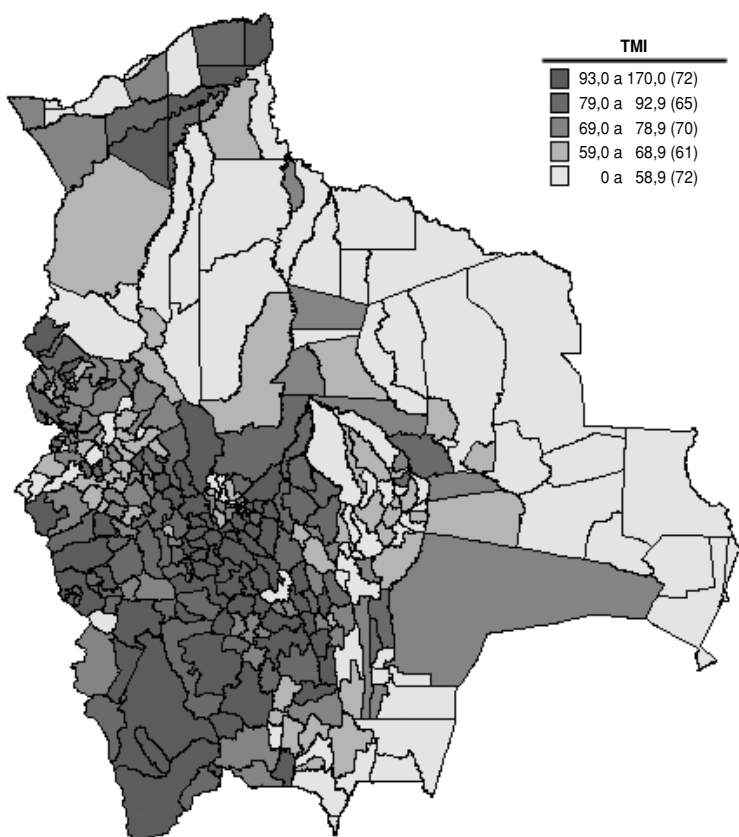 TMI
93,0 a 170,0 (72)
79,0 a 92,9 (65)
69,0 a 78,9 (70)
59,0 a 68,9 (61)
0 a 58,9 (72)